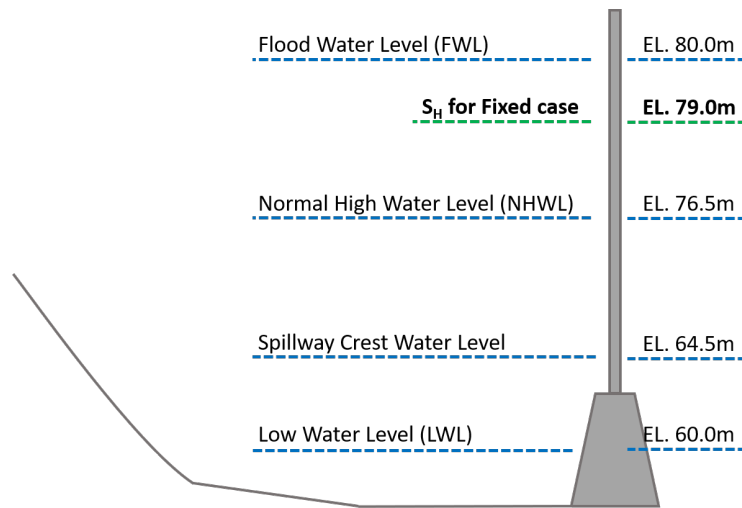 Flood Water Level (FWL) EL. 80.0m
S_H for Fixed case EL. 79.0m
Normal High Water Level (NHWL) EL. 76.5m
Spillway Crest Water Level EL. 64.5m
Low Water Level (LWL) EL. 60.0m